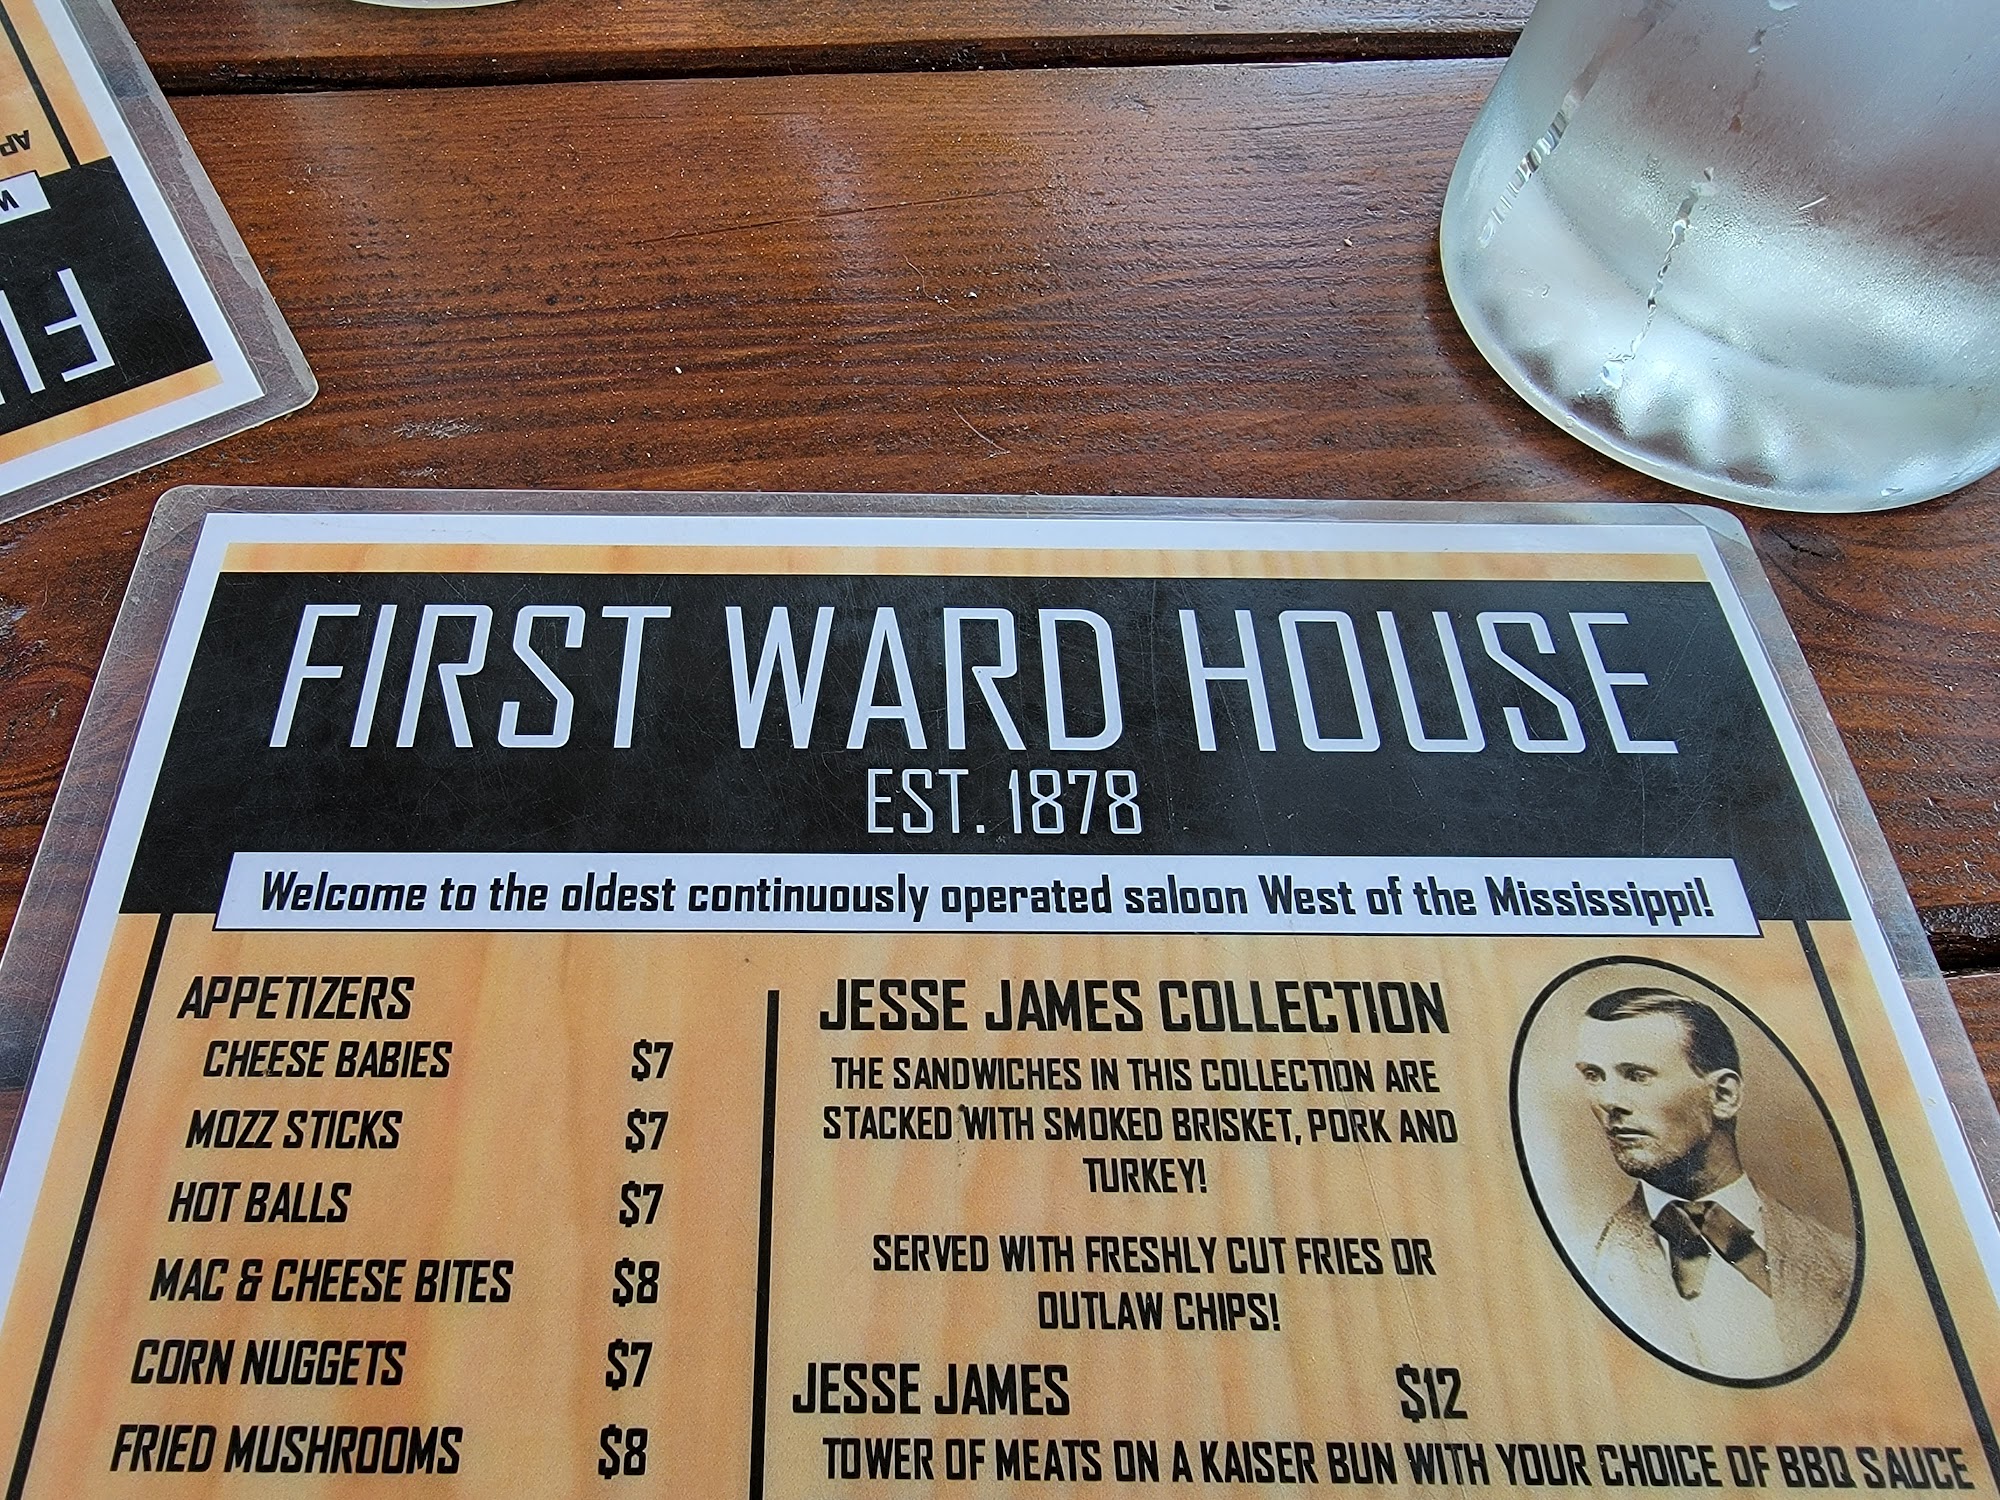 FIRST WARD HOUSE
EST. 1878
Welcome to the oldest continuously operated saloon West of the Mississippi!
APPETIZERS
CHEESE BABIES $7
MOZZ STICKS $7
HOT BALLS $7
MAC & CHEESE BITES $8
CORN NUGGETS $7
FRIED MUSHROOMS $8
JESSE JAMES COLLECTION
THE SANDWICHES IN THIS COLLECTION ARE
STACKED WITH SMOKED BRISKET, PORK AND
TURKEY!
SERVED WITH FRESHLY CUT FRIES OR
OUTLAW CHIPS!
JESSE JAMES $12
TOWER OF MEATS ON A KAISER BUN WITH YOUR CHOICE OF BBQ SAUCE